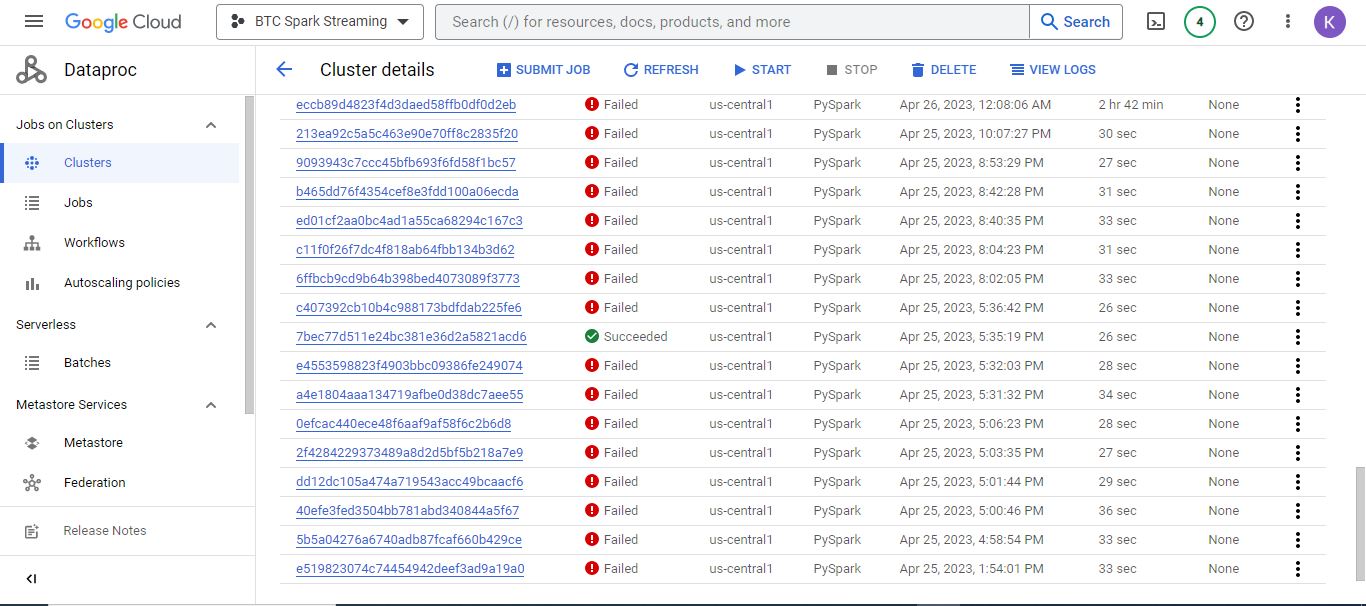 Google Cloud
BTC Spark Streaming
Search (/) for resources, docs, products, and more
Search
4
K
Dataproc
Cluster details
SUBMIT JOB
REFRESH
START
STOP
DELETE
VIEW LOGS
Jobs on Clusters
Clusters
Jobs
Workflows
Autoscaling policies
Serverless
Batches
Metastore Services
Metastore
Federation
Release Notes
eccb89d4823f4d3daed58ffb0df0d2eb Failed us-central1 PySpark Apr 26, 2023, 12:08:06 AM 2 hr 42 min None
213ea92c5a5c463e90e70ff8c2835f20 Failed us-central1 PySpark Apr 25, 2023, 10:07:27 PM 30 sec None
9093943c7ccc45bfb693f6fd58f1bc57 Failed us-central1 PySpark Apr 25, 2023, 8:53:29 PM 27 sec None
b465dd76f4354cef8e3fdd100a06ecda Failed us-central1 PySpark Apr 25, 2023, 8:42:28 PM 31 sec None
ed01cf2aa0bc4ad1a55ca68294c167c3 Failed us-central1 PySpark Apr 25, 2023, 8:40:35 PM 33 sec None
c11f0f26f7dc4f818ab64fbb134b3d62 Failed us-central1 PySpark Apr 25, 2023, 8:04:23 PM 31 sec None
6ffbcb9cd9b64b398bed4073089f3773 Failed us-central1 PySpark Apr 25, 2023, 8:02:05 PM 33 sec None
c407392cb10b4c988173bdfdab225fe6 Failed us-central1 PySpark Apr 25, 2023, 5:36:42 PM 26 sec None
7bec77d511e24bc381e36d2a5821acd6 Succeeded us-central1 PySpark Apr 25, 2023, 5:35:19 PM 26 sec None
e4553598823f4903bbc09386fe249074 Failed us-central1 PySpark Apr 25, 2023, 5:32:03 PM 28 sec None
a4e1804aaa134719afbe0d38dc7aee55 Failed us-central1 PySpark Apr 25, 2023, 5:31:32 PM 34 sec None
0efcac440ece48f6aaf9af58f6c2b6d8 Failed us-central1 PySpark Apr 25, 2023, 5:06:23 PM 28 sec None
2f4284229373489a8d2d5bf5b218a7e9 Failed us-central1 PySpark Apr 25, 2023, 5:03:35 PM 27 sec None
dd12dc105a474a719543acc49bcaacf6 Failed us-central1 PySpark Apr 25, 2023, 5:01:44 PM 29 sec None
40efe3fed3504bb781abd340844a5f67 Failed us-central1 PySpark Apr 25, 2023, 5:00:46 PM 36 sec None
5b5a04276a6740adb87fcaf660b429ce Failed us-central1 PySpark Apr 25, 2023, 4:58:54 PM 33 sec None
e519823074c74454942deef3ad9a19a0 Failed us-central1 PySpark Apr 25, 2023, 1:54:01 PM 33 sec None